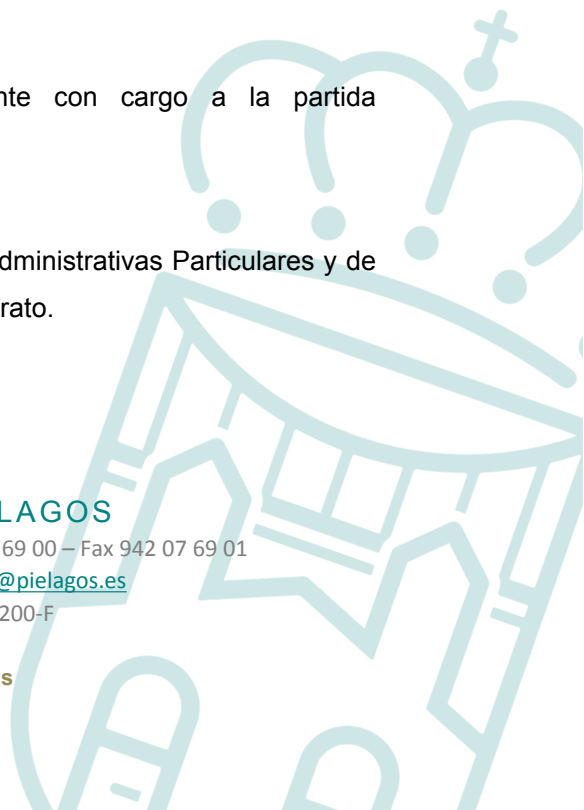 nte con cargo a la partida
dministrativas Particulares y de
rato.
LAGOS
69 00 – Fax 942 07 69 01
@pielagos.es
200-F
s